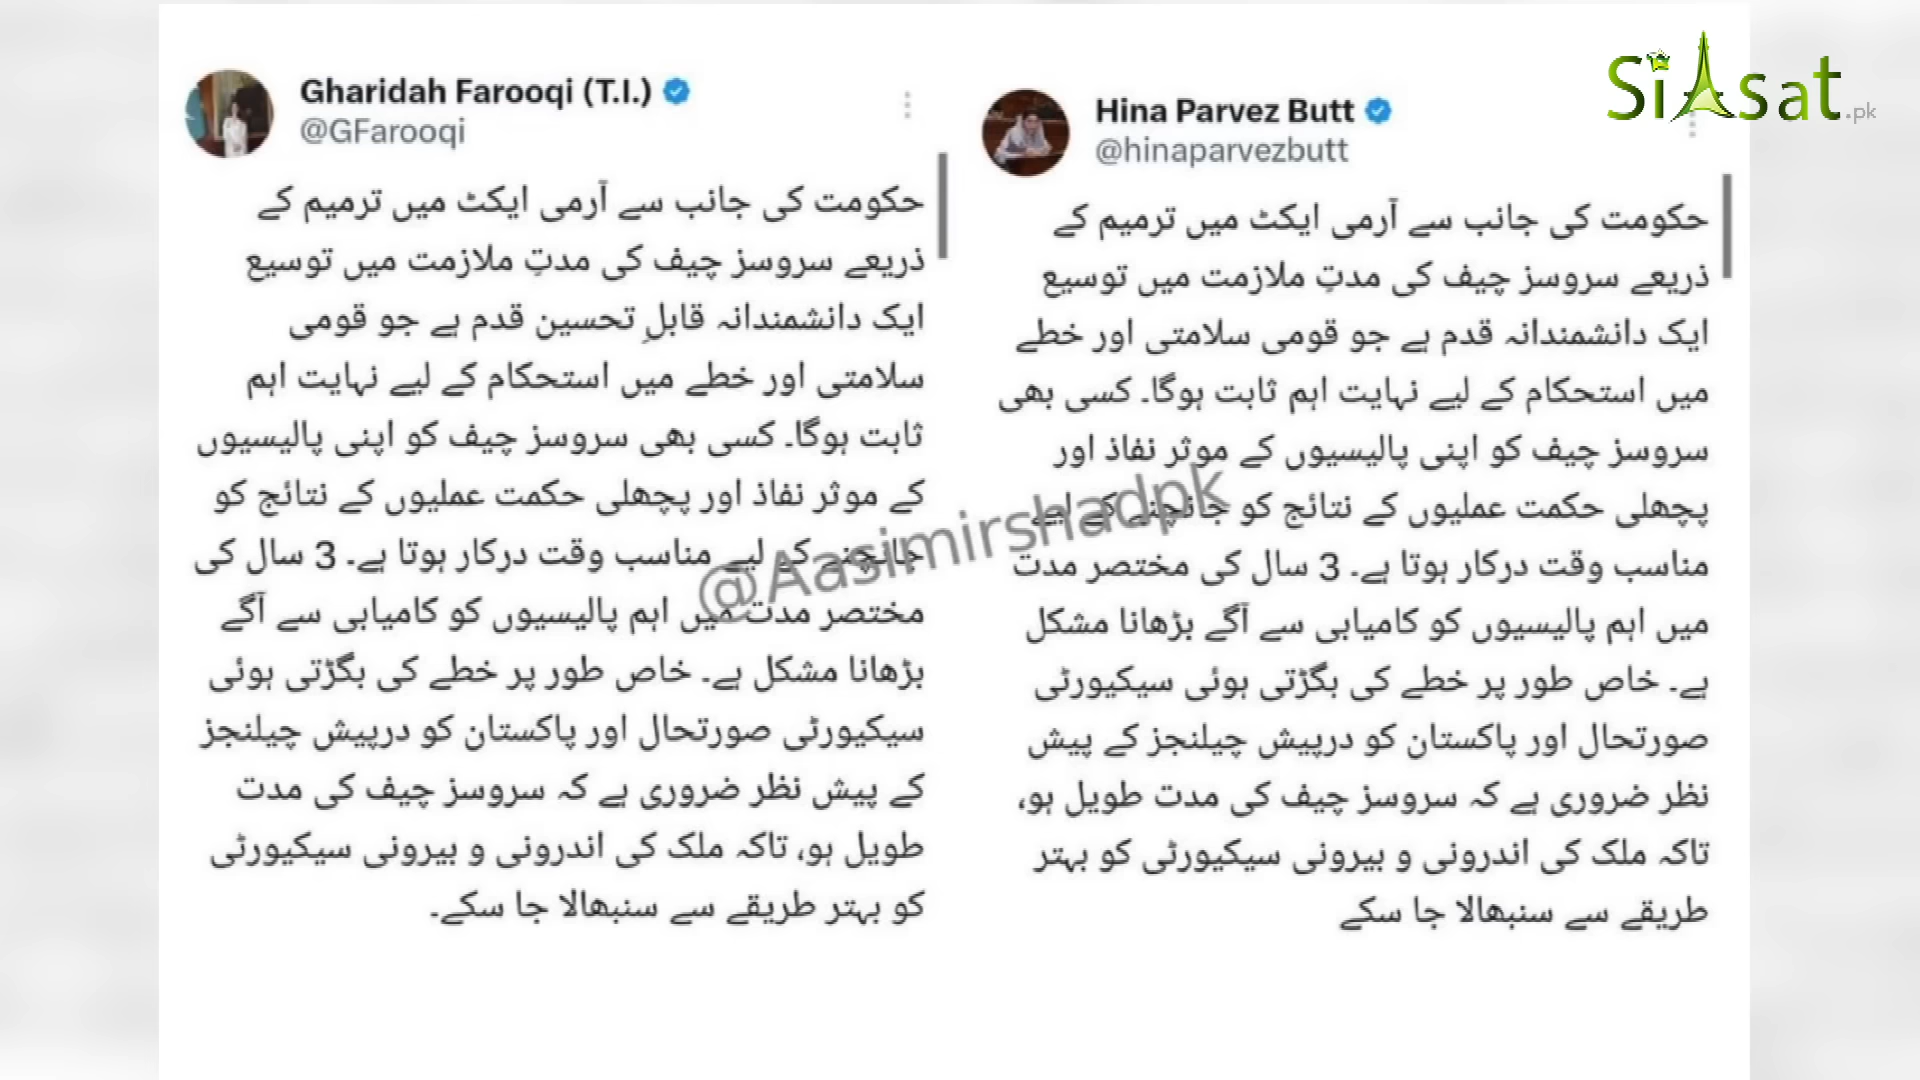 SiAsat.pk
Gharidah Farooqi (T.I.)
@GFarooqi
حکومت کی جانب سے آرمی ایکٹ میں ترمیم کے
ذریعے سروسز چیف کی مدتِ ملازمت میں توسیع
ایک دانشمندانہ قابلِ تحسین قدم ہے جو قومی
سلامتی اور خطے میں استحکام کے لیے نہایت اہم
ثابت ہوگا۔ کسی بھی سروسز چیف کو اپنی پالیسیوں
کے موثر نفاذ اور پچھلی حکمت عملیوں کے نتائج کو
جانچنے کے لیے مناسب وقت درکار ہوتا ہے۔ 3 سال کی
مختصر مدت میں اہم پالیسیوں کو کامیابی سے آگے
بڑھانا مشکل ہے۔ خاص طور پر خطے کی بگڑتی ہوئی
سیکیورٹی صورتحال اور پاکستان کو درپیش چیلنجز
کے پیش نظر ضروری ہے کہ سروسز چیف کی مدت
طویل ہو، تاکہ ملک کی اندرونی و بیرونی سیکیورٹی
کو بہتر طریقے سے سنبھالا جا سکے۔
Hina Parvez Butt
@hinaparvezbutt
حکومت کی جانب سے آرمی ایکٹ میں ترمیم کے
ذریعے سروسز چیف کی مدتِ ملازمت میں توسیع
ایک دانشمندانہ قدم ہے جو قومی سلامتی اور خطے
میں استحکام کے لیے نہایت اہم ثابت ہوگا۔ کسی بھی
سروسز چیف کو اپنی پالیسیوں کے موثر نفاذ اور
پچھلی حکمت عملیوں کے نتائج کو جانچنے کے لیے
مناسب وقت درکار ہوتا ہے۔ 3 سال کی مختصر مدت
میں اہم پالیسیوں کو کامیابی سے آگے بڑھانا مشکل
ہے۔ خاص طور پر خطے کی بگڑتی ہوئی سیکیورٹی
صورتحال اور پاکستان کو درپیش چیلنجز کے پیش
نظر ضروری ہے کہ سروسز چیف کی مدت طویل ہو،
تاکہ ملک کی اندرونی و بیرونی سیکیورٹی کو بہتر
طریقے سے سنبھالا جا سکے
@Aasimirshadpk